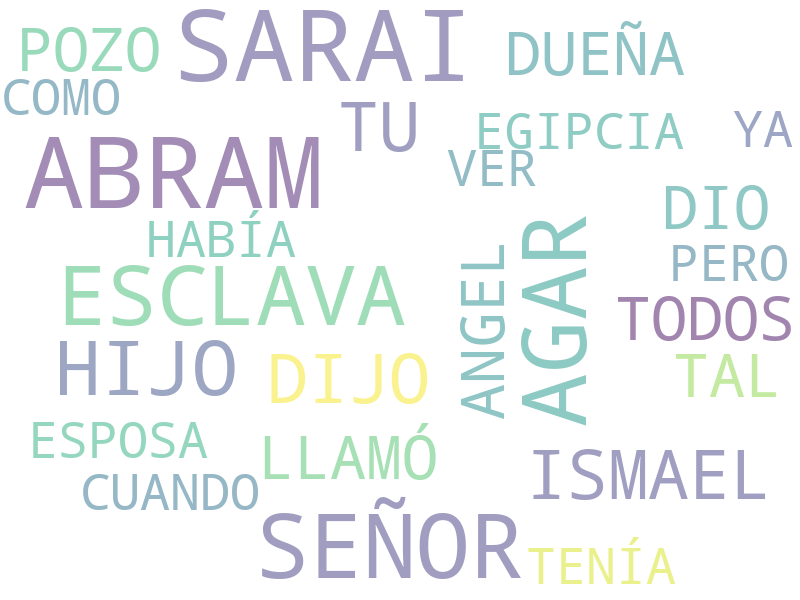 POZO
SARAI
DUEÑA
COMO
TU
EGIPCIA
YA
ABRAM
VER
DIO
HABÍA
PERO
ESCLAVA
ANGEL
AGAR
TODOS
HIJO
DIJO
TAL
ESPOSA
LLAMÓ
ISMAEL
CUANDO
SEÑOR
TENÍA